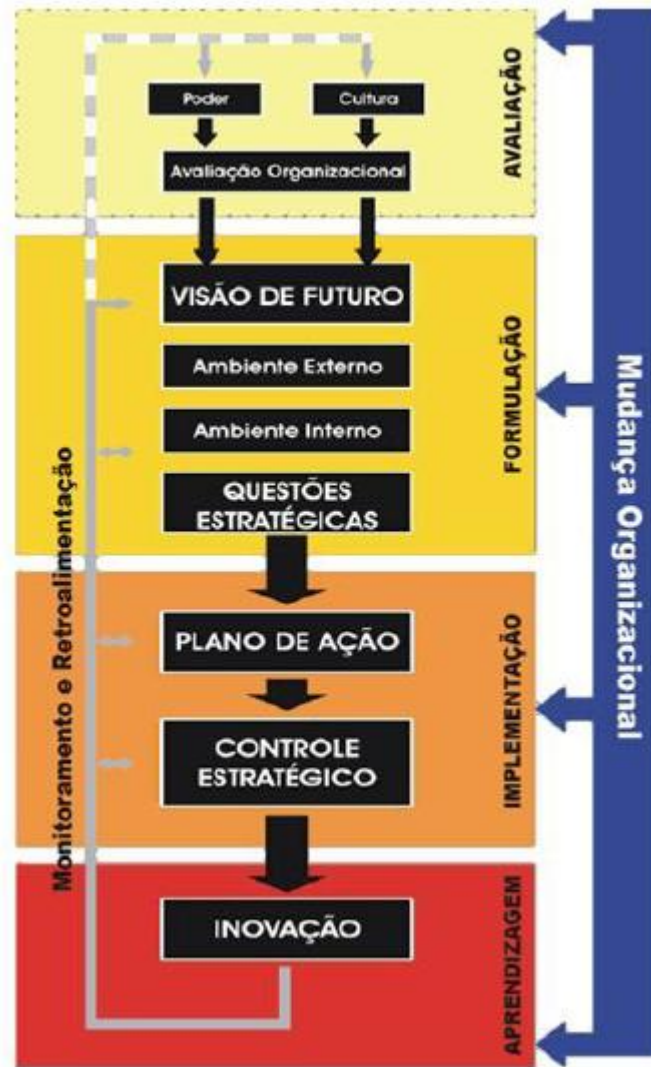 Poder
Cultura
Avaliação Organizacional
AVALIAÇÃO
VISÃO DE FUTURO
Ambiente Externo
Ambiente Interno
QUESTÕES
ESTRATÉGICAS
FORMULAÇÃO
PLANO DE AÇÃO
CONTROLE
ESTRATÉGICO
IMPLEMENTAÇÃO
INOVAÇÃO
APRENDIZAGEM
Monitoramento e Retroalimentação
Mudança Organizacional